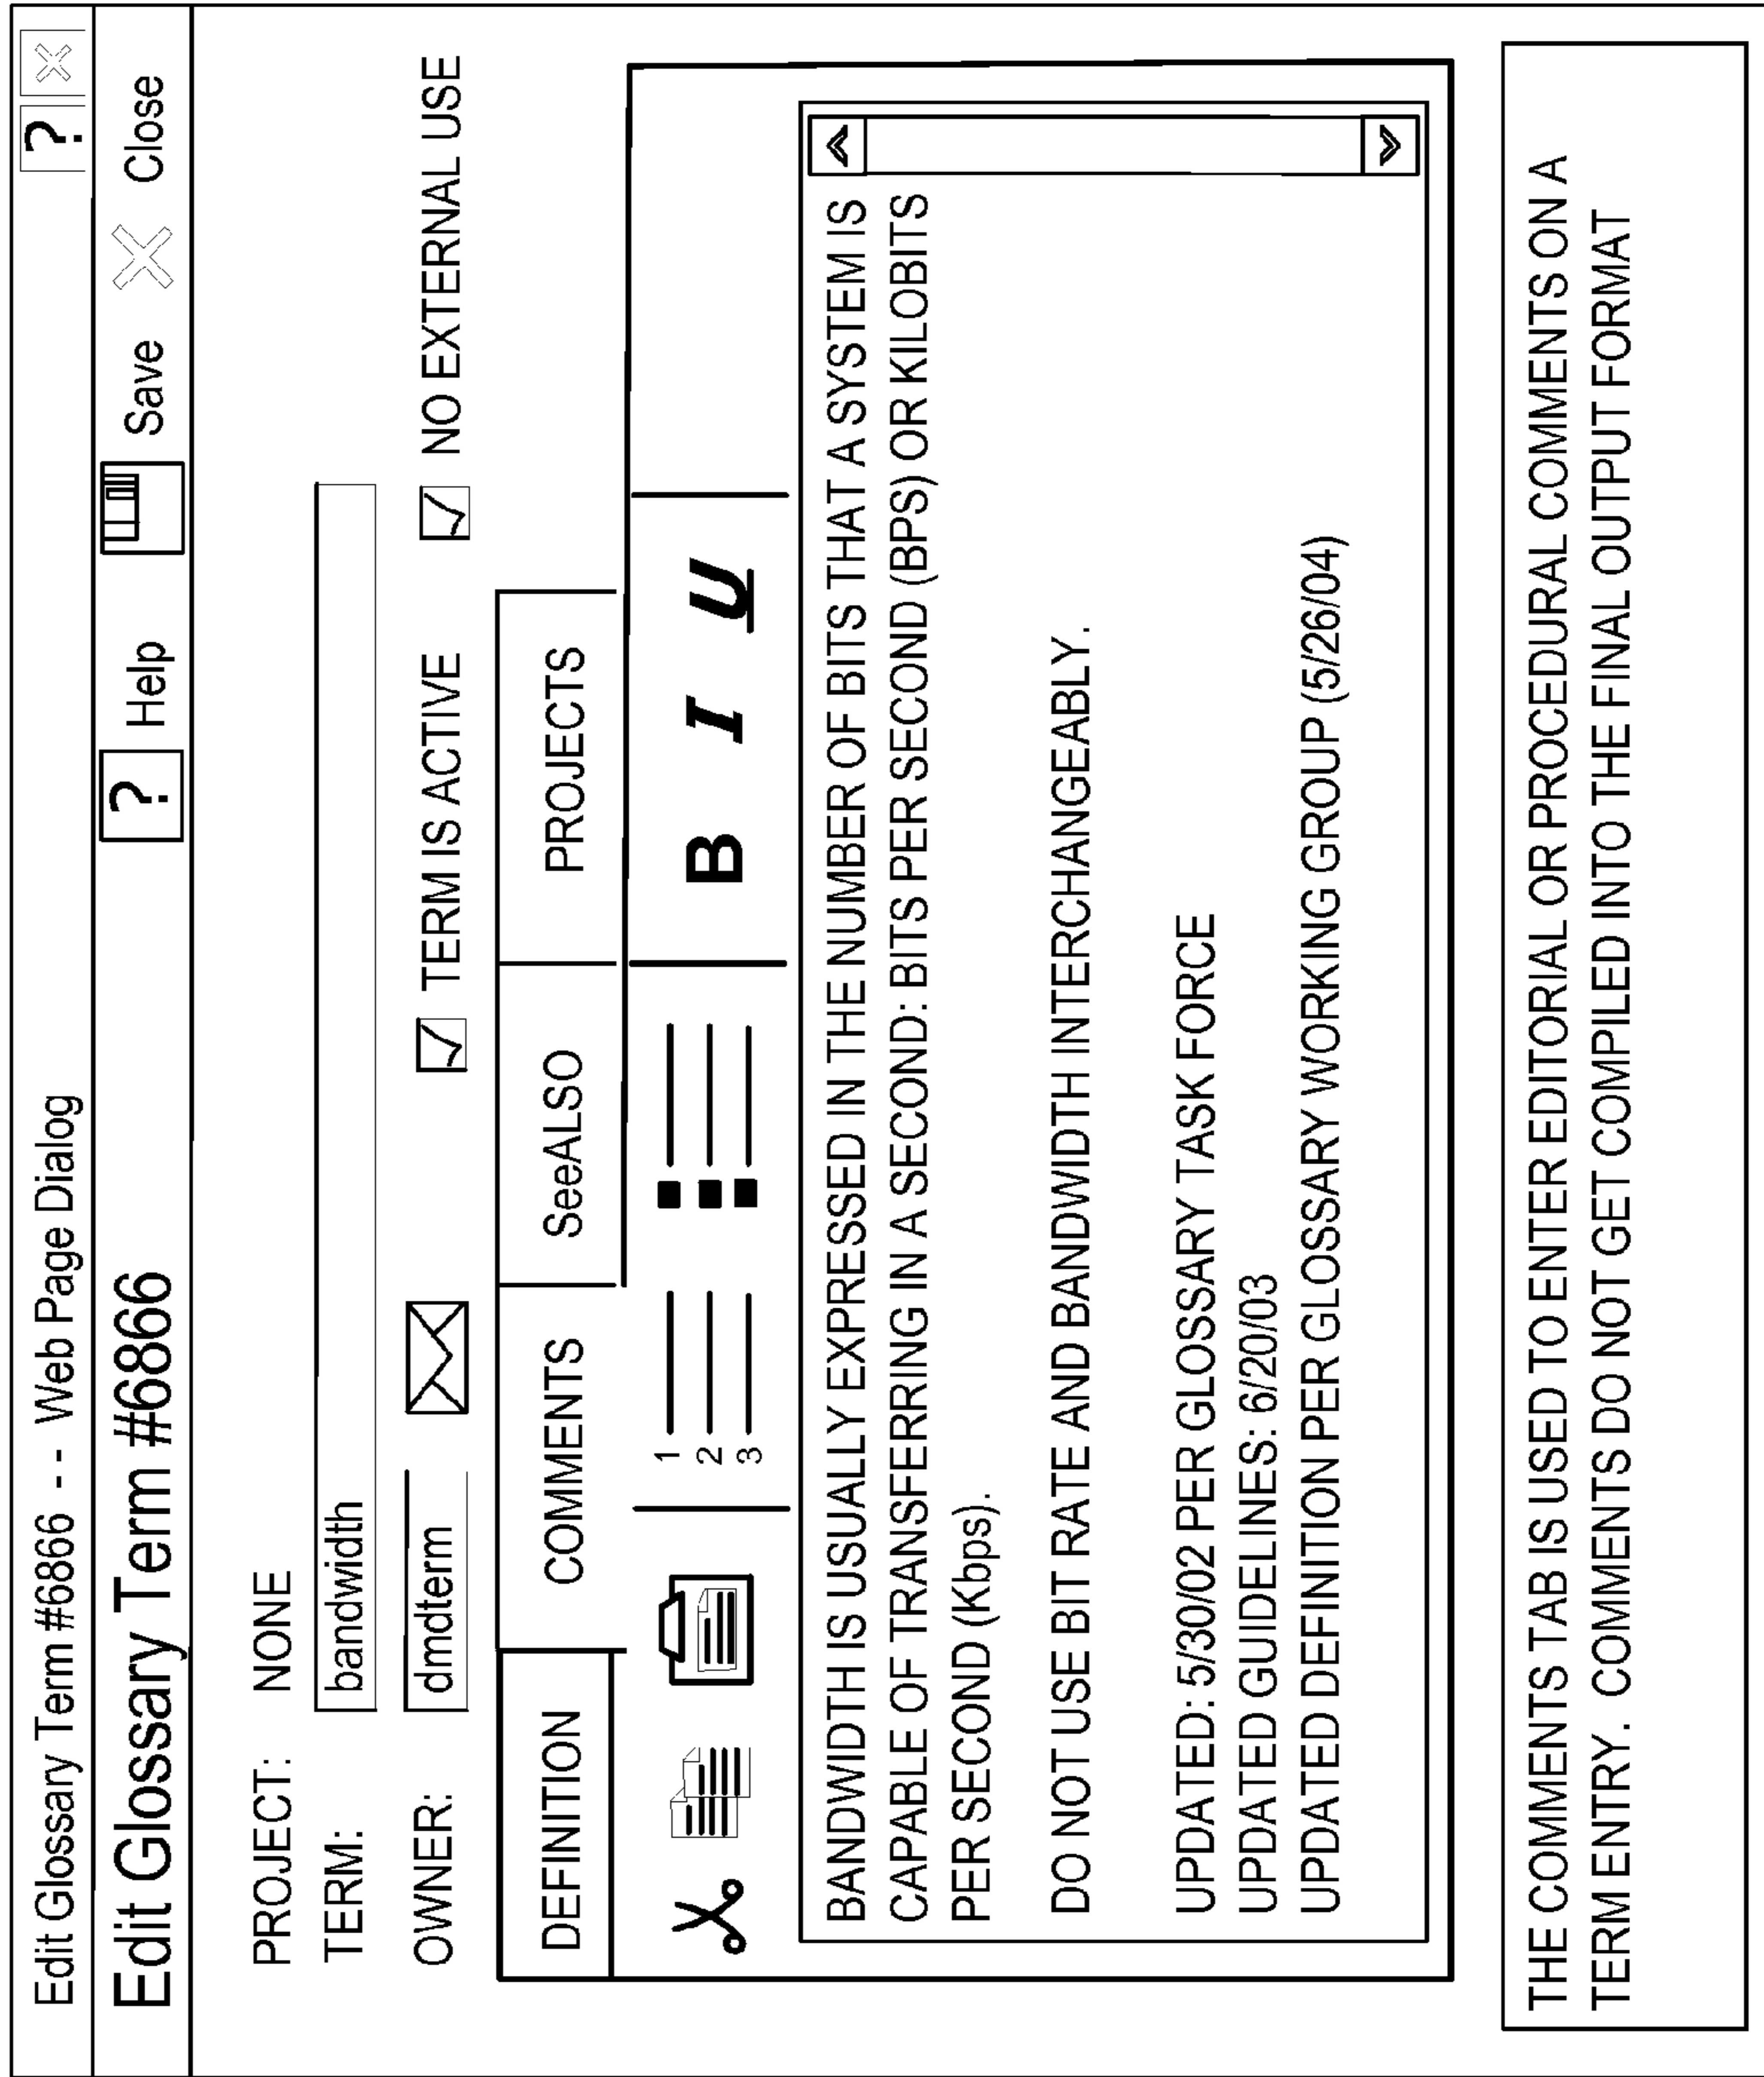 Edit Glossary Term #6866 - - Web Page Dialog ? X
Edit Glossary Term #6866 ? Help Save X Close
PROJECT: NONE
TERM: bandwidth
OWNER: dmdterm TERM IS ACTIVE NO EXTERNAL USE
DEFINITION COMMENTS SeeALSO PROJECTS
1 2 3 B I U
BANDWIDTH IS USUALLY EXPRESSED IN THE NUMBER OF BITS THAT A SYSTEM IS
CAPABLE OF TRANSFERRING IN A SECOND: BITS PER SECOND (BPS) OR KILOBITS
PER SECOND (Kbps).
DO NOT USE BIT RATE AND BANDWIDTH INTERCHANGEABLY.
UPDATED: 5/30/02 PER GLOSSARY TASK FORCE
UPDATED GUIDELINES: 6/20/03
UPDATED DEFINITION PER GLOSSARY WORKING GROUP (5/26/04)
THE COMMENTS TAB IS USED TO ENTER EDITORIAL OR PROCEDURAL COMMENTS ON A
TERM ENTRY. COMMENTS DO NOT GET COMPILED INTO THE FINAL OUTPUT FORMAT